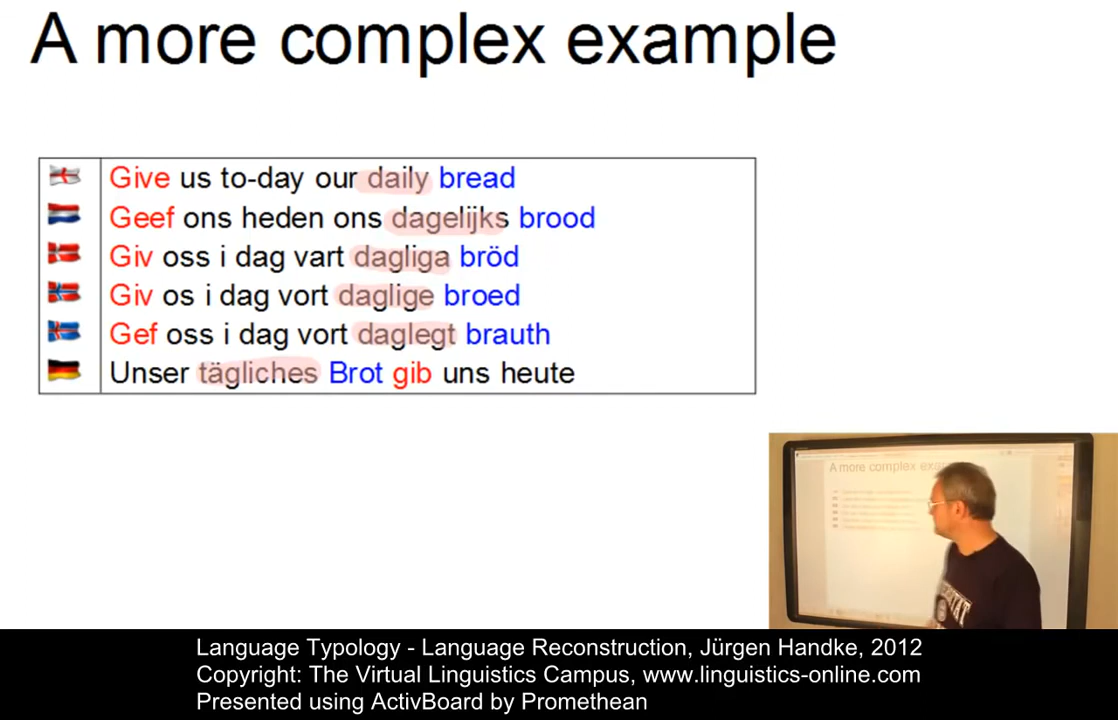 A more complex example
Give us to-day our daily bread
Geef ons heden ons dagelijks brood
Giv oss i dag vart dagliga bröd
Giv os i dag vort daglige broed
Gef oss i dag vort daglegt brauth
Unser tägliches Brot gib uns heute
A more complex
Language Typology - Language Reconstruction, Jürgen Handke, 2012
Copyright: The Virtual Linguistics Campus, www.linguistics-online.com
Presented using ActivBoard by Promethean